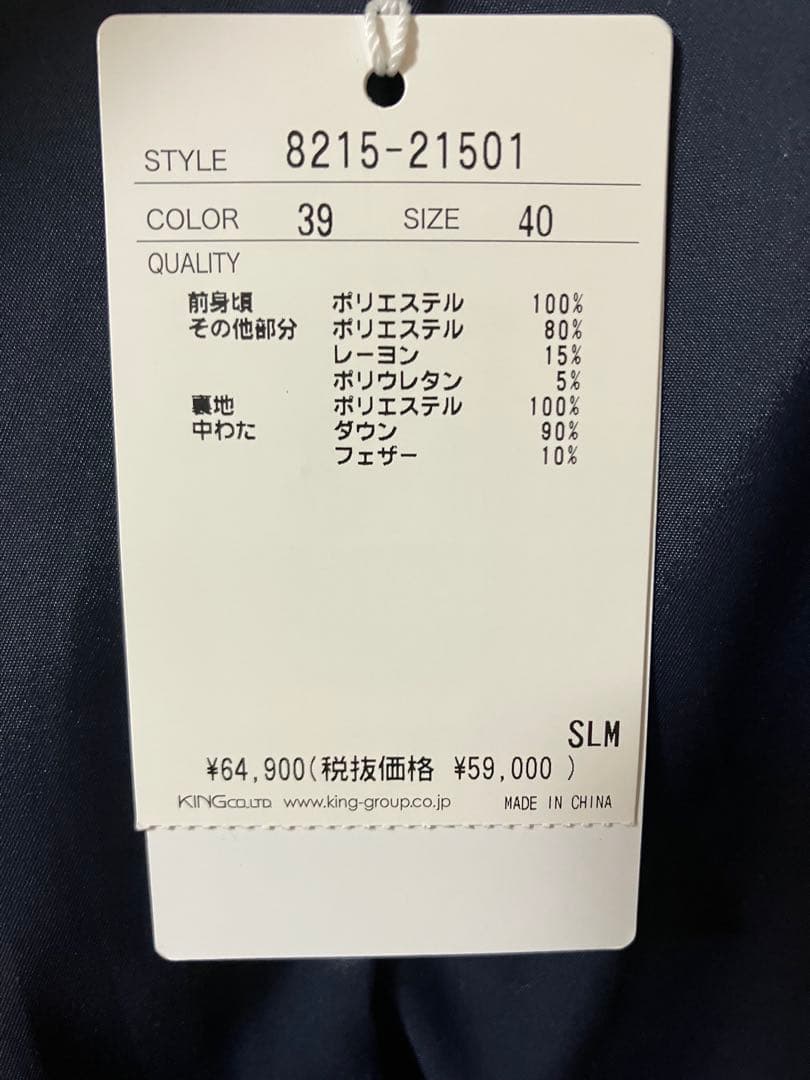 STYLE 8215-21501
COLOR 39 SIZE 40
QUALITY
前身頃 ポリエステル 100%
その他部分 ポリエステル 80%
レーヨン 15%
ポリウレタン 5%
裏地 ポリエステル 100%
中わた ダウン 90%
フェザー 10%
SLM
¥64,900(税抜価格 ¥59,000 )
KING CO.,LTD. www.king-group.co.jp MADE IN CHINA